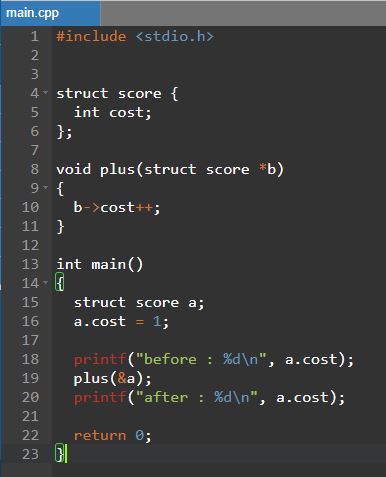 main.cpp
1 #include <stdio.h>
2
3
4 struct score {
5   int cost;
6 };
7
8 void plus(struct score *b)
9 {
10   b->cost++;
11 }
12
13 int main()
14 {
15   struct score a;
16   a.cost = 1;
17
18   printf("before : %d\n", a.cost);
19   plus(&a);
20   printf("after : %d\n", a.cost);
21
22   return 0;
23 }